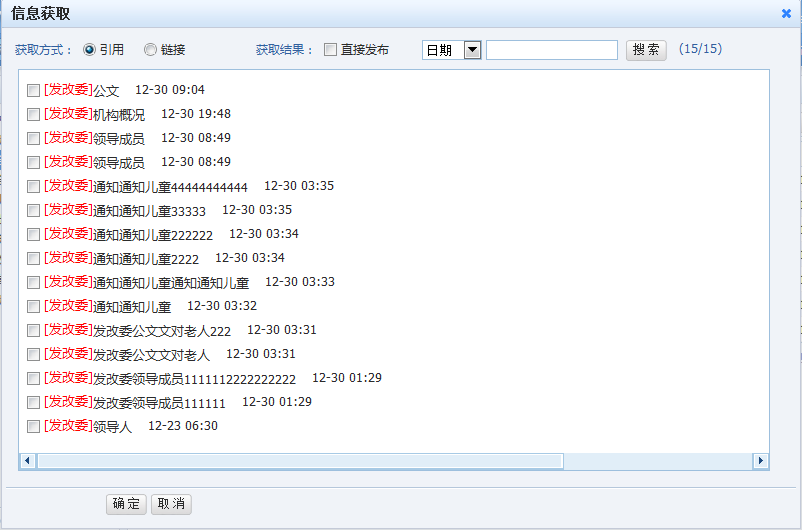 信息获取
获取方式： 引用 链接 获取结果： 直接发布 日期 搜索 (15/15)
[发改委]公文 12-30 09:04
[发改委]机构概况 12-30 19:48
[发改委]领导成员 12-30 08:49
[发改委]领导成员 12-30 08:49
[发改委]通知通知儿童44444444444 12-30 03:35
[发改委]通知通知儿童33333 12-30 03:35
[发改委]通知通知儿童222222 12-30 03:34
[发改委]通知通知儿童2222 12-30 03:34
[发改委]通知通知儿童通知通知儿童 12-30 03:33
[发改委]通知通知儿童 12-30 03:32
[发改委]发改委公文文对老人222 12-30 03:31
[发改委]发改委公文文对老人 12-30 03:31
[发改委]发改委领导成员1111112222222222 12-30 01:29
[发改委]发改委领导成员111111 12-30 01:29
[发改委]领导人 12-23 06:30
确定 取消